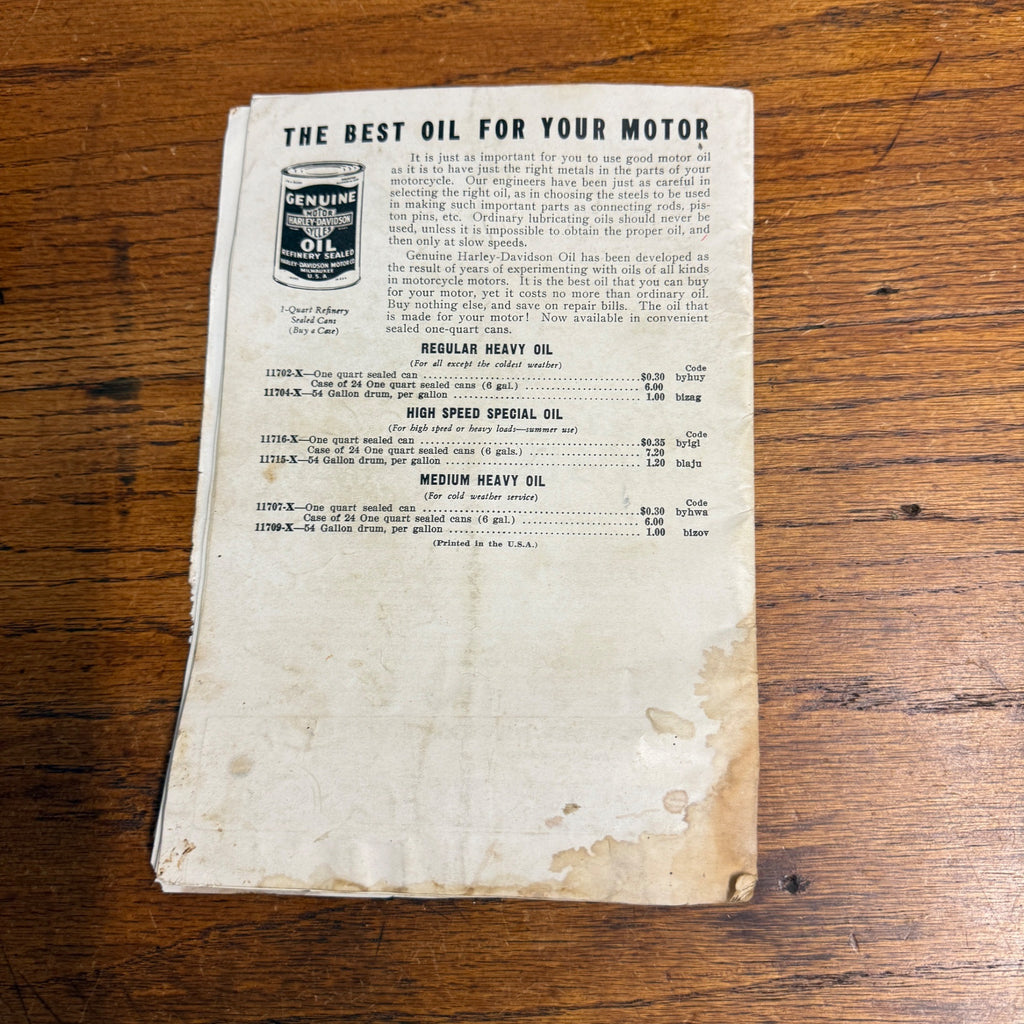 THE BEST OIL FOR YOUR MOTOR
It is just as important for you to use good motor oil
as it is to have just the right metals in the parts of your
motorcycle. Our engineers have been just as careful in
selecting the right oil, as in choosing the steels to be used
in making such important parts as connecting rods, pis-
ton pins, etc. Ordinary lubricating oils should never be
used, unless it is impossible to obtain the proper oil, and
then only at slow speeds.
Genuine Harley-Davidson Oil has been developed as
the result of years of experimenting with oils of all kinds
in motorcycle motors. It is the best oil that you can buy
for your motor, yet it costs no more than ordinary oil.
Buy nothing else, and save on repair bills. The oil that
is made for your motor! Now available in convenient
sealed one-quart cans.
GENUINE
MOTOR
HARLEY-DAVIDSON
CYCLES
OIL
REFINERY SEALED
HARLEY-DAVIDSON MOTOR CO.
MILWAUKEE
U.S.A
1-Quart Refinery
Sealed Cans
(Buy a Case)
REGULAR HEAVY OIL
(For all except the coldest weather)
Code
11702-X—One quart sealed can $0.30 byhuy
Case of 24 One quart sealed cans (6 gal.) 6.00
11704-X—54 Gallon drum, per gallon 1.00 bizag
HIGH SPEED SPECIAL OIL
(For high speed or heavy loads—summer use)
Code
11716-X—One quart sealed can $0.35 byigl
Case of 24 One quart sealed cans (6 gals.) 7.20
11715-X—54 Gallon drum, per gallon 1.20 blaju
MEDIUM HEAVY OIL
(For cold weather service)
Code
11707-X—One quart sealed can $0.30 byhwa
Case of 24 One quart sealed cans (6 gal.) 6.00
11709-X—54 Gallon drum, per gallon 1.00 bizov
(Printed in the U.S.A.)